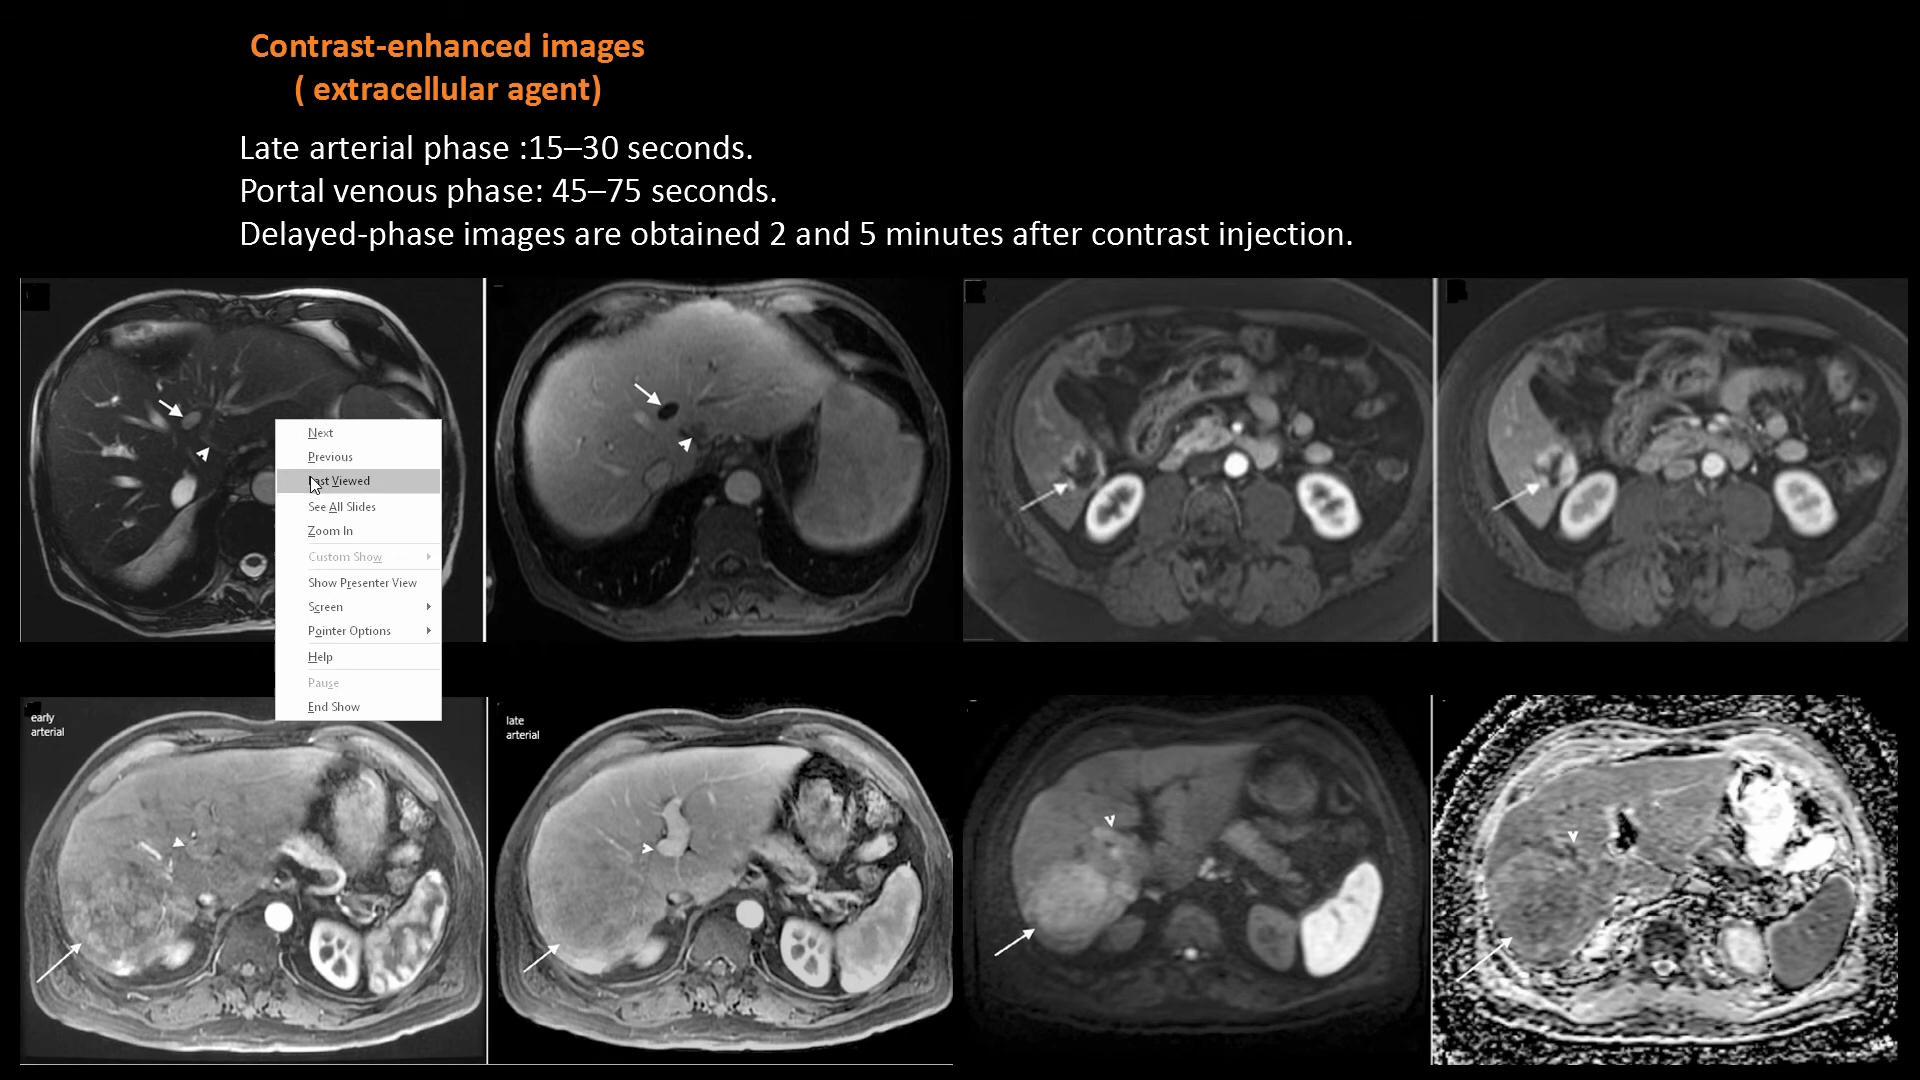 Contrast-enhanced images
( extracellular agent)
Late arterial phase :15–30 seconds.
Portal venous phase: 45–75 seconds.
Delayed-phase images are obtained 2 and 5 minutes after contrast injection.
Next
Previous
Viewed
See All Slides
Zoom In
Custom Show
Show Presenter View
Screen
Pointer Options
Help
Pause
End Show
early
arterial
late
arterial